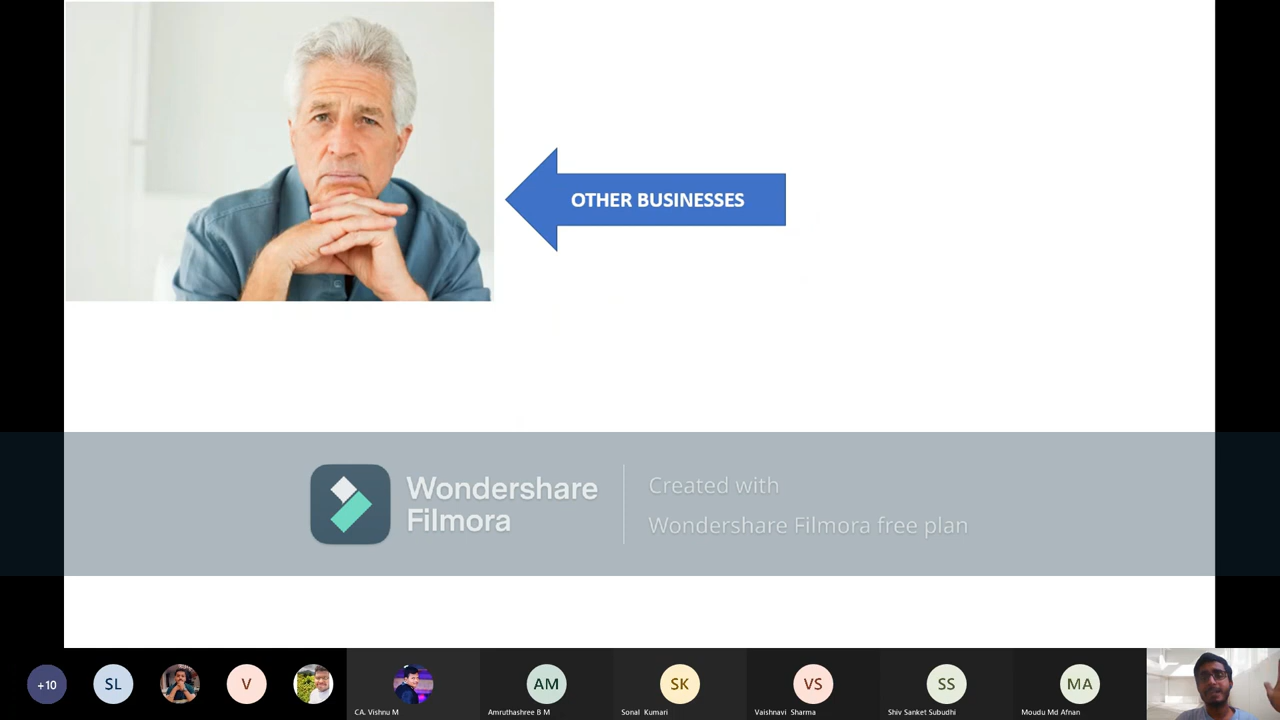 OTHER BUSINESSES
Wondershare
Filmora
Created with
Wondershare Filmora free plan
+10
SL
V
CA. Vishnu M
AM
Amruthashree B M
SK
Sonal Kumari
VS
Vaishnavi Sharma
SS
Shiv Sanket Subudhi
MA
Moudu Md Afnan